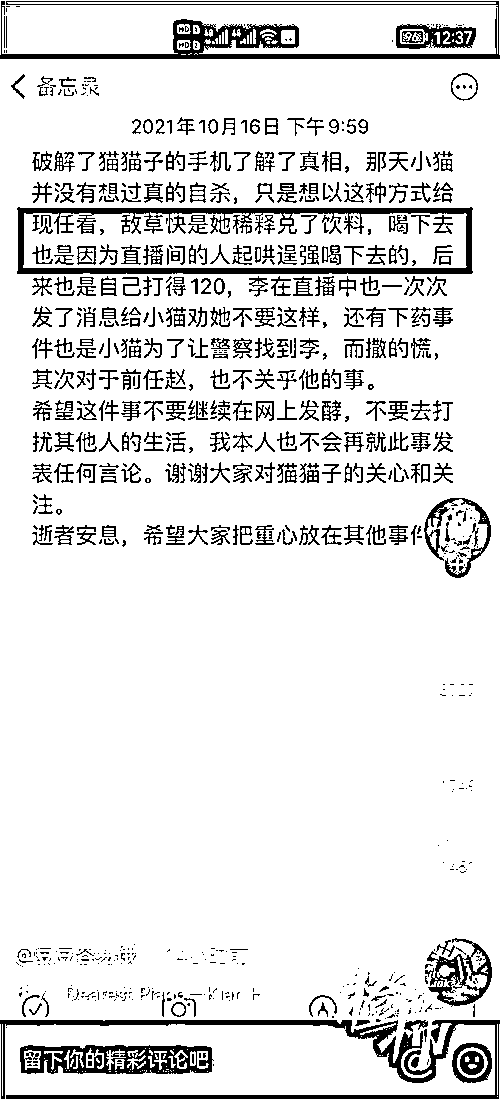 HD 1 HD 2 96 12:37
备忘录
2021年10月16日 下午9:59
破解了猫猫子的手机了解了真相，那天小猫
并没有想过真的自杀，只是想以这种方式给
现任看，敌草快是她稀释兑了饮料，喝下去
也是因为直播间的人起哄逞强喝下去的，后
来也是自己打得120，李在直播中也一次次
发了消息给小猫劝她不要这样，还有下药事
件也是小猫为了让警察找到李，而撒的慌，
其次对于前任赵，也不关乎他的事。
希望这件事不要继续在网上发酵，不要去打
扰其他人的生活，我本人也不会再就此事发
表任何言论。谢谢大家对猫猫子的关心和关
注。
逝者安息，希望大家把重心放在其他事件
留下你的精彩评论吧